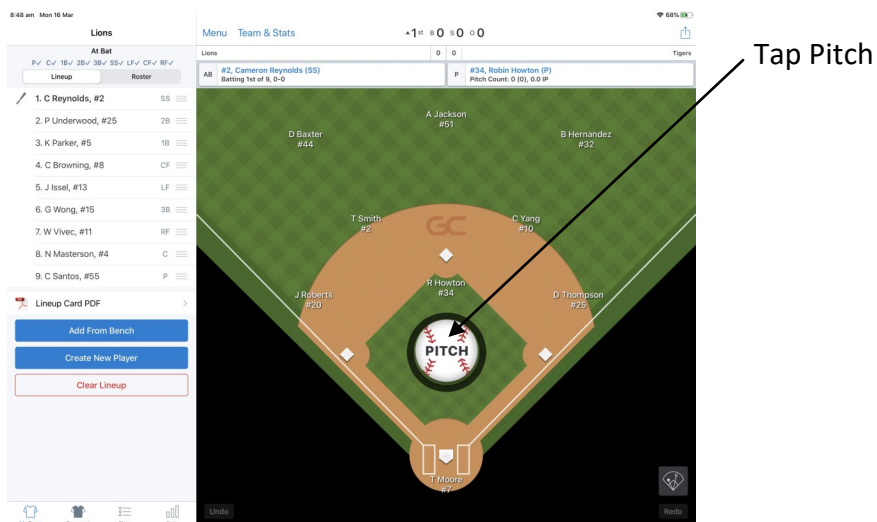 8:48 am Mon 16 Mar
68%
Lions
Menu Team & Stats
1st B 0 S 0 O 0
At Bat
P✓ C✓ 1B✓ 2B✓ 3B✓ SS✓ LF✓ CF✓ RF✓
Lineup Roster
Lions 0 0 Tigers
AB #2, Cameron Reynolds (SS)
Batting 1st of 9, 0-0
P #34, Robin Howton (P)
Pitch Count: 0 (0), 0.0 IP
Tap Pitch
1. C Reynolds, #2 SS
2. P Underwood, #25 2B
3. K Parker, #5 1B
4. C Browning, #8 CF
5. J Issel, #13 LF
6. G Wong, #15 3B
7. W Vivec, #11 RF
8. N Masterson, #4 C
9. C Santos, #55 P
Lineup Card PDF
Add From Bench
Create New Player
Clear Lineup
A Jackson
#51
D Baxter
#44
B Hernandez
#32
T Smith
#2
GC
C Yang
#10
R Howton
#34
J Roberts
#20
D Thompson
#25
PITCH
T Moore
#7
Undo
Redo